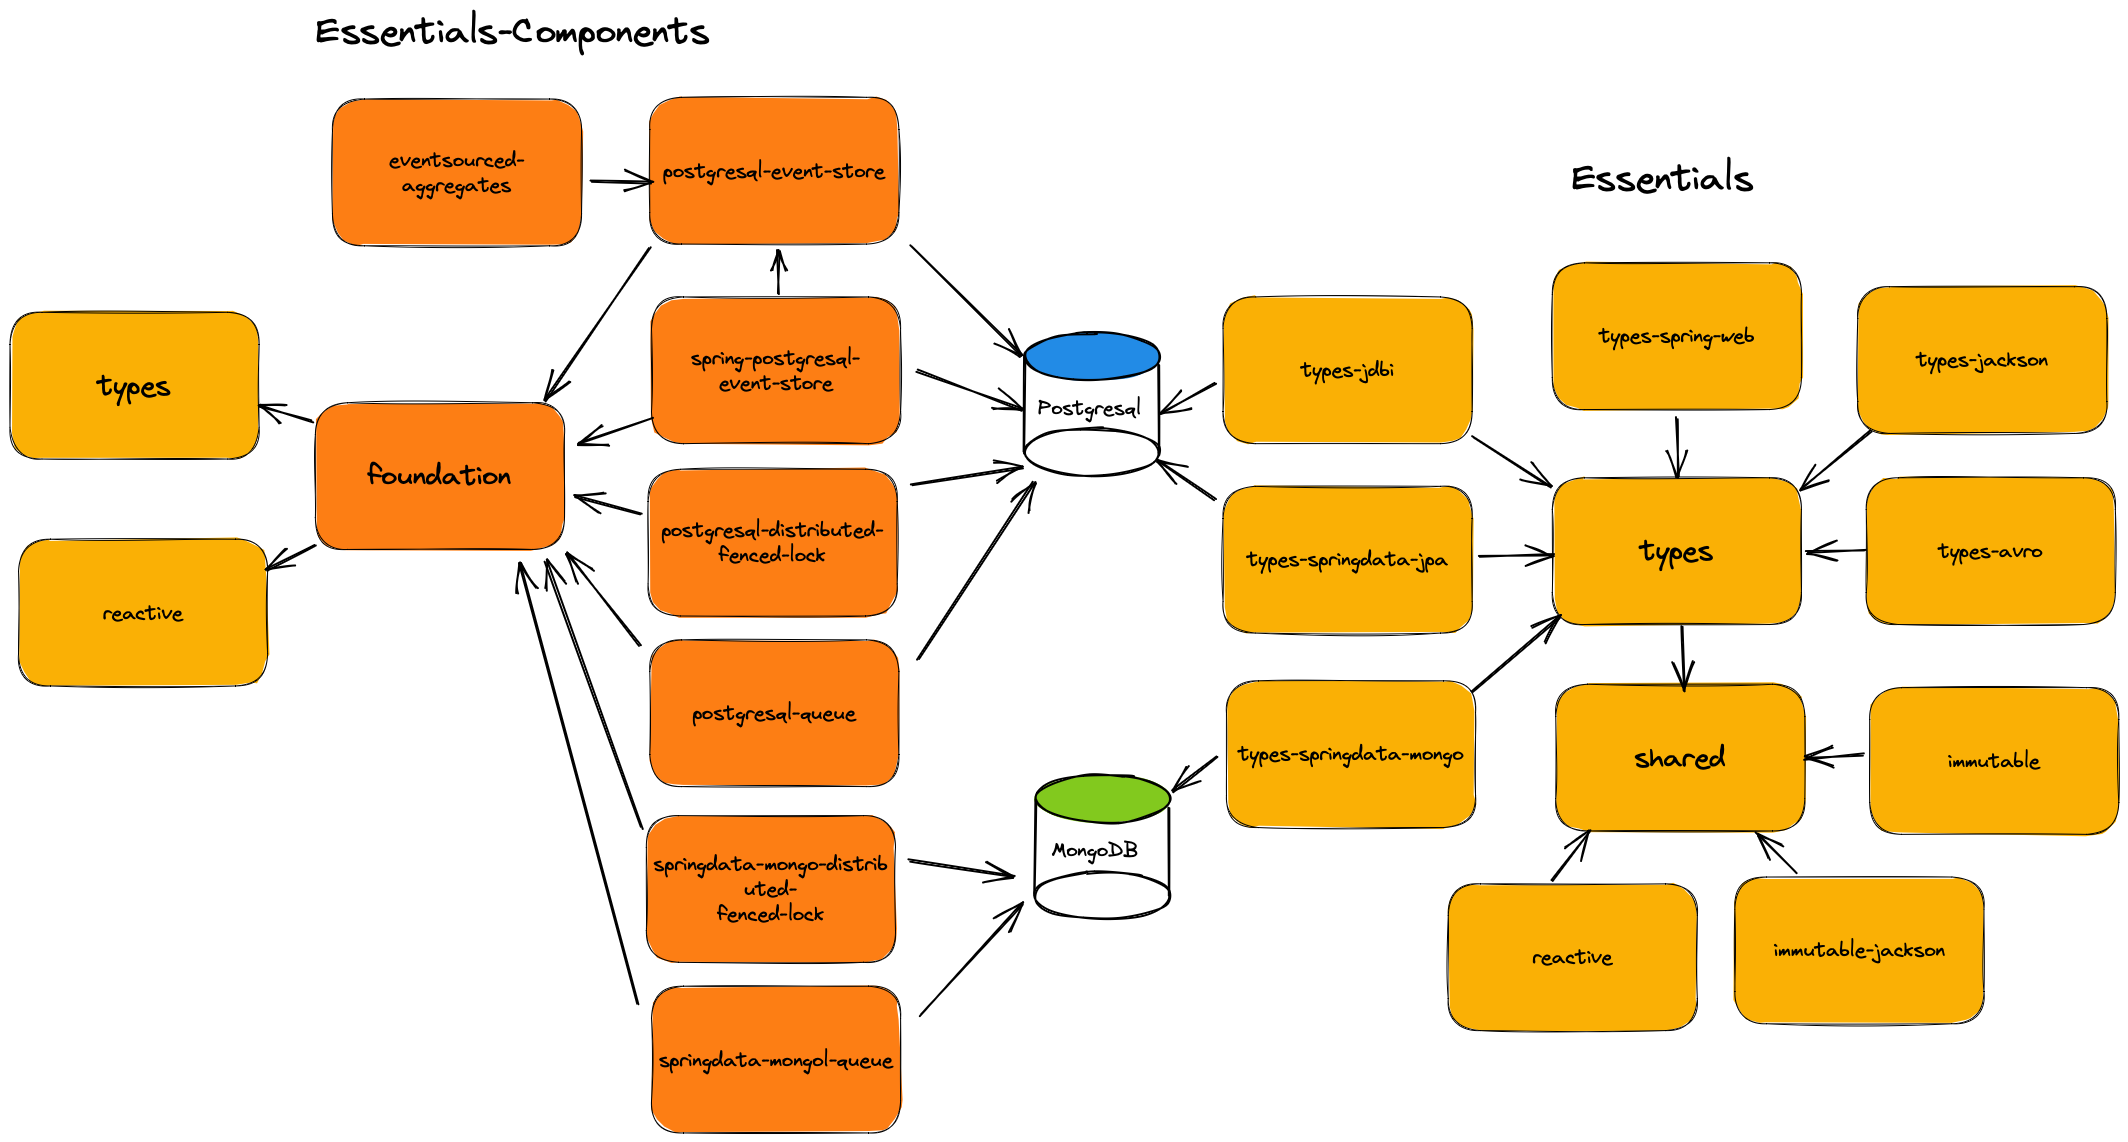 Essentials-Components
eventsourced-
aggregates
postgresql-event-store
Essentials
types
foundation
reactive
spring-postgresql-
event-store
postgresql-distributed-
fenced-lock
postgresql-queue
springdata-mongo-distrib
uted-
fenced-lock
springdata-mongol-queue
Postgresql
MongoDB
types-jdbi
types-springdata-jpa
types-springdata-mongo
types-spring-web
types-jackson
types
types-avro
shared
immutable
reactive
immutable-jackson